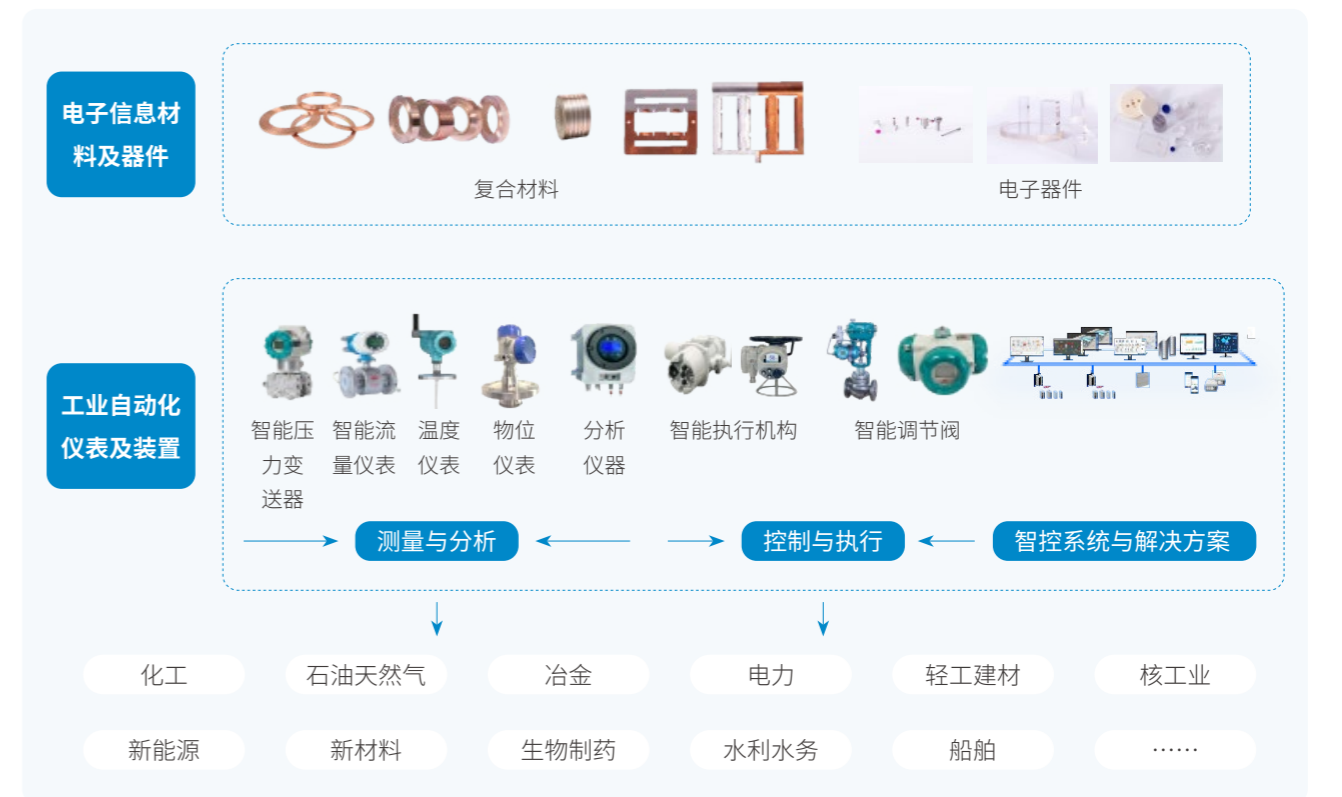 电子信息材
料及器件
复合材料
电子器件
工业自动化
仪表及装置
智能压
力变
送器
智能流
量仪表
温度
仪表
物位
仪表
分析
仪器
智能执行机构
智能调节阀
测量与分析
控制与执行
智控系统与解决方案
化工
石油天然气
冶金
电力
轻工建材
核工业
新能源
新材料
生物制药
水利水务
船舶
……